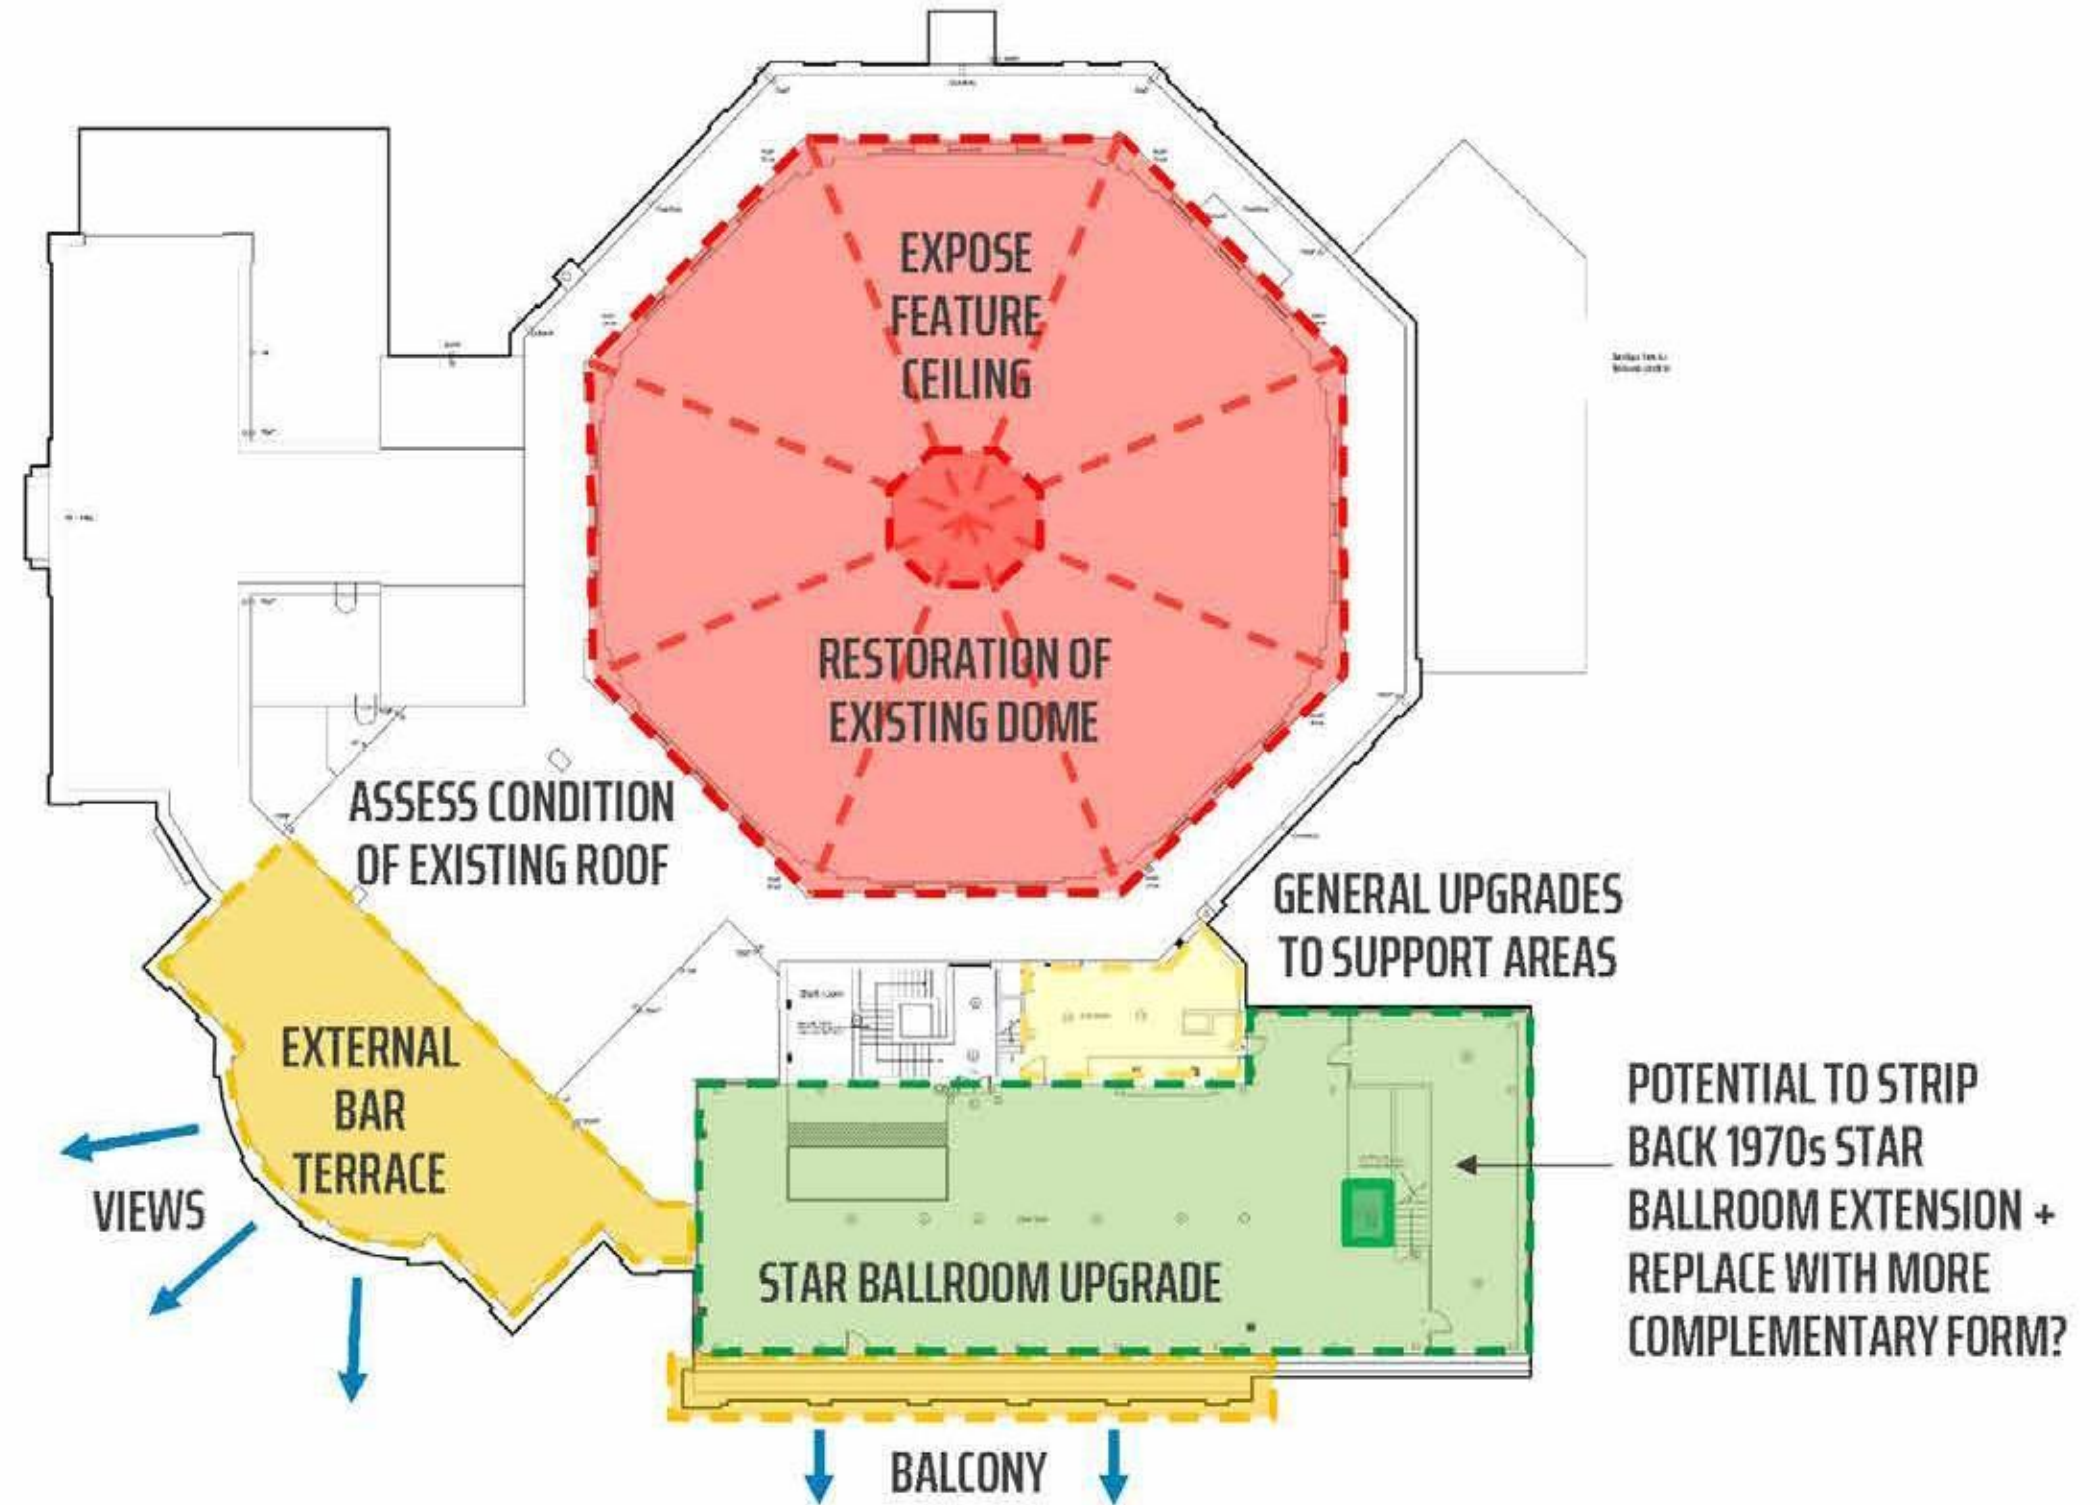 EXPOSE
FEATURE
CEILING
RESTORATION OF
EXISTING DOME
ASSESS CONDITION
OF EXISTING ROOF
GENERAL UPGRADES
TO SUPPORT AREAS
EXTERNAL
BAR
TERRACE
VIEWS
STAR BALLROOM UPGRADE
POTENTIAL TO STRIP
BACK 1970s STAR
BALLROOM EXTENSION +
REPLACE WITH MORE
COMPLEMENTARY FORM?
BALCONY